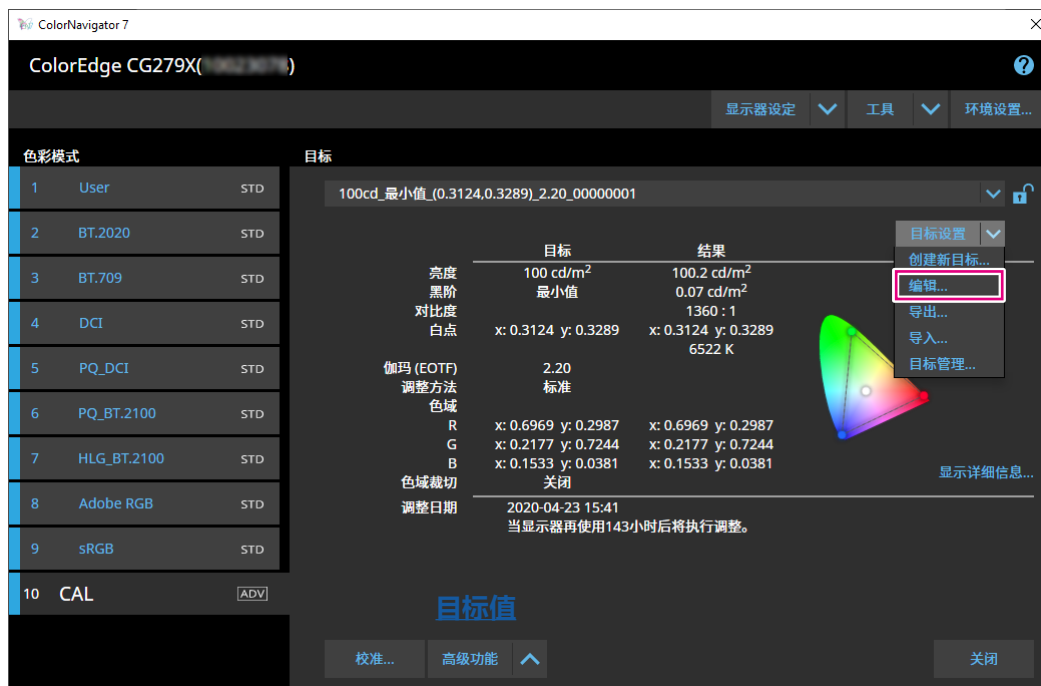 ColorNavigator 7
ColorEdge CG279X( )
显示器设定 工具 环境设置...
色彩模式
1 User STD
2 BT.2020 STD
3 BT.709 STD
4 DCI STD
5 PQ_DCI STD
6 PQ_BT.2100 STD
7 HLG_BT.2100 STD
8 Adobe RGB STD
9 sRGB STD
10 CAL ADV
目标
100cd_最小值_(0.3124,0.3289)_2.20_00000001
目标设置
创建新目标...
编辑...
导出...
导入...
目标管理...
目标 结果
亮度 100 cd/m² 100.2 cd/m²
黑阶 最小值 0.07 cd/m²
对比度 1360 : 1
白点 x: 0.3124 y: 0.3289 x: 0.3124 y: 0.3289
6522 K
伽玛 (EOTF) 2.20
调整方法 标准
色域
R x: 0.6969 y: 0.2987 x: 0.6969 y: 0.2987
G x: 0.2177 y: 0.7244 x: 0.2177 y: 0.7244
B x: 0.1533 y: 0.0381 x: 0.1533 y: 0.0381
色域裁切 关闭
显示详细信息...
调整日期 2020-04-23 15:41
当显示器再使用143小时后将执行调整。
目标值
校准... 高级功能 关闭